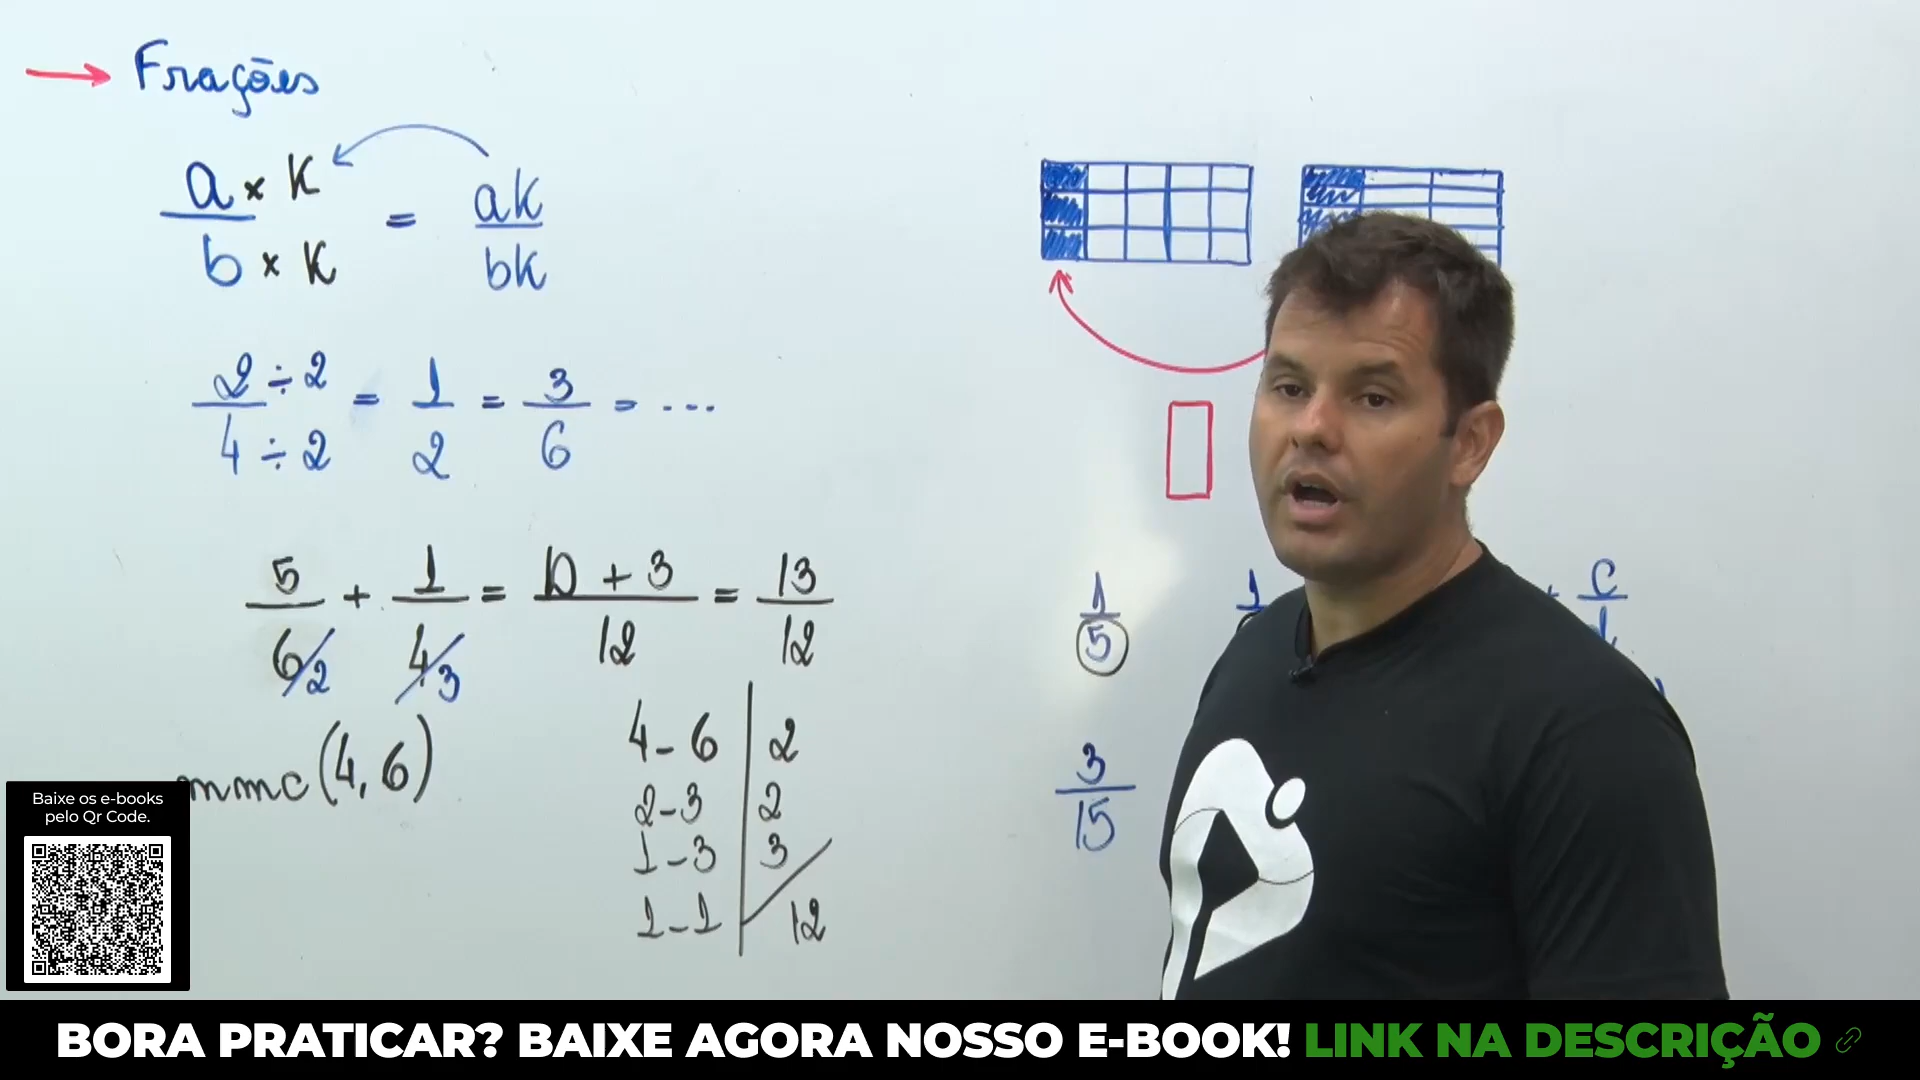 → Frações
a × k / b × k = ak / bk
2 ÷ 2 / 4 ÷ 2 = 1 / 2 = 3 / 6 = ...
5 / 6/2 + 1 / 4/3 = 10 + 3 / 12 = 13 / 12
mmc (4, 6)
4 - 6 | 2
2 - 3 | 2
1 - 3 | 3
1 - 1 | 12
1 / 5
1
+ c / d
3 / 15
Baixe os e-books
pelo Qr Code.
BORA PRATICAR? BAIXE AGORA NOSSO E-BOOK! LINK NA DESCRIÇÃO